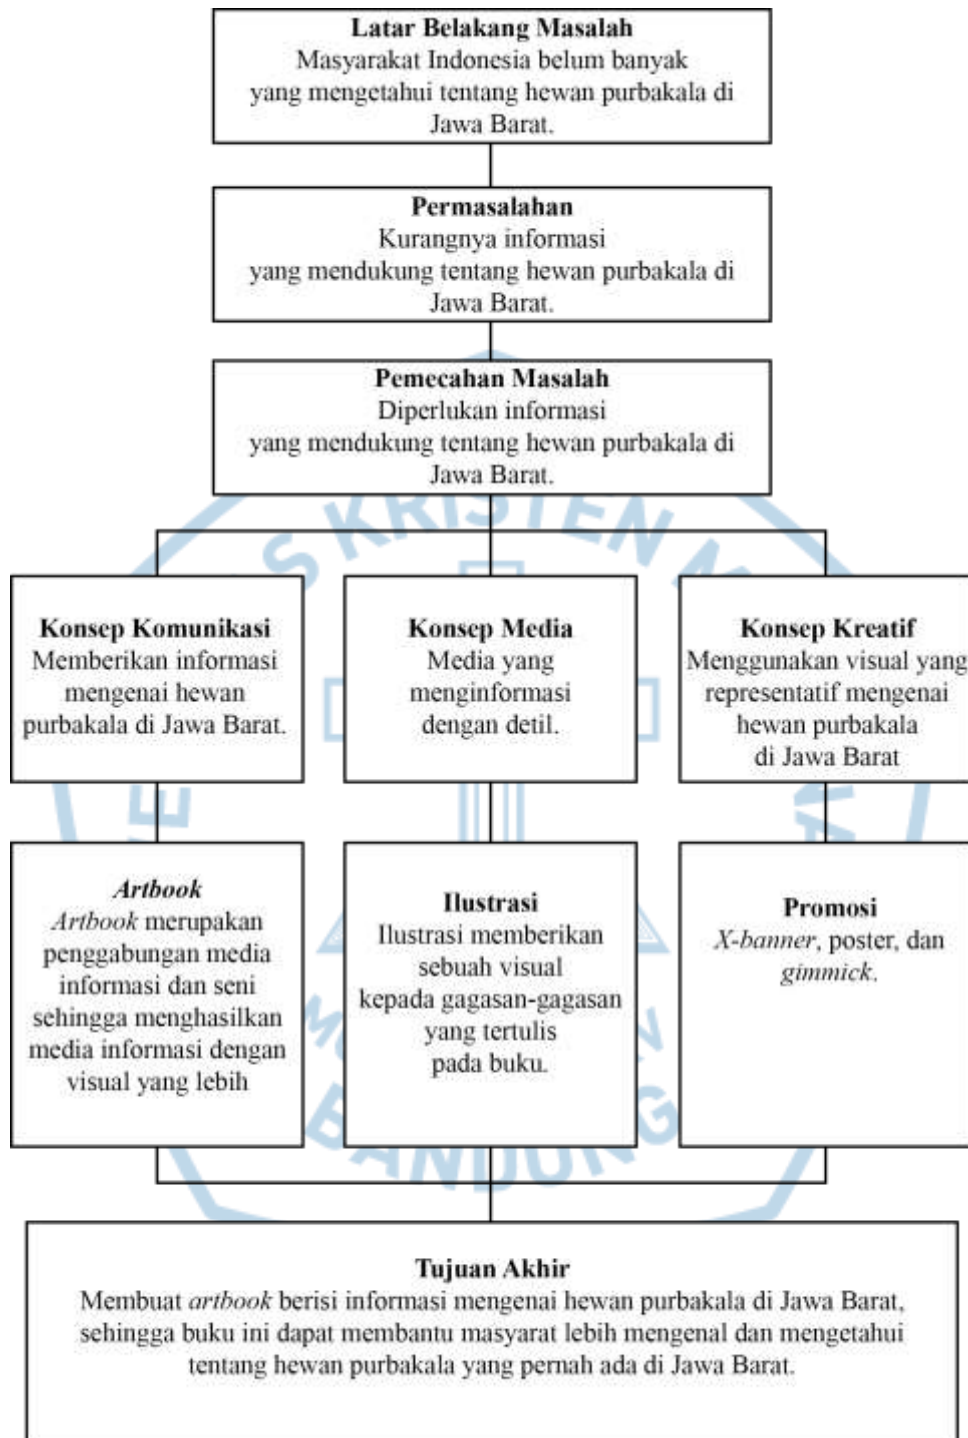 Latar Belakang Masalah
Masyarakat Indonesia belum banyak
yang mengetahui tentang hewan purbakala di
Jawa Barat.
Permasalahan
Kurangnya informasi
yang mendukung tentang hewan purbakala di
Jawa Barat.
Pemecahan Masalah
Diperlukan informasi
yang mendukung tentang hewan purbakala di
Jawa Barat.
Konsep Komunikasi
Memberikan informasi
mengenai hewan
purbakala di Jawa Barat.
Konsep Media
Media yang
menginformasi
dengan detil.
Konsep Kreatif
Menggunakan visual yang
representatif mengenai
hewan purbakala
di Jawa Barat
Artbook
Artbook merupakan
penggabungan media
informasi dan seni
sehingga menghasilkan
media informasi dengan
visual yang lebih
Ilustrasi
Ilustrasi memberikan
sebuah visual
kepada gagasan-gagasan
yang tertulis
pada buku.
Promosi
X-banner, poster, dan
gimmick.
Tujuan Akhir
Membuat artbook berisi informasi mengenai hewan purbakala di Jawa Barat,
sehingga buku ini dapat membantu masyarat lebih mengenal dan mengetahui
tentang hewan purbakala yang pernah ada di Jawa Barat.
KRISTEN
BANDUNG